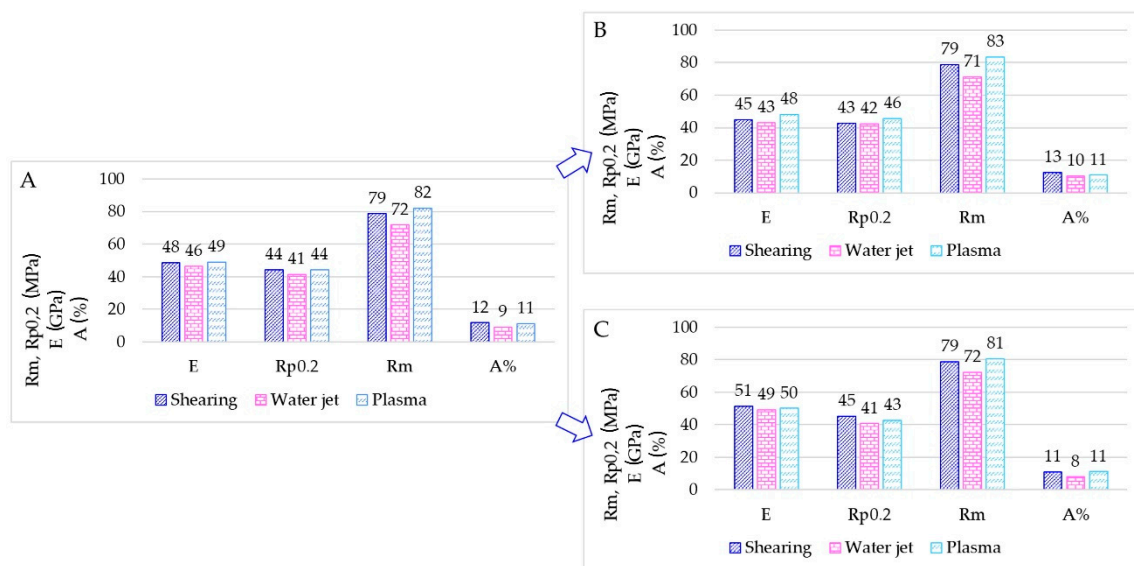 A
Rm, Rp0,2 (MPa)
E (GPa)
A (%)
100
80
60
40
20
0
48 46 49
44 41 44
79 72 82
12 9 11
E Rp0.2 Rm A%
Shearing Water jet Plasma
B
Rm, Rp0,2 (MPa)
E (GPa)
A (%)
100
80
60
40
20
0
45 43 48
43 42 46
79 71 83
13 10 11
E Rp0.2 Rm A%
Shearing Water jet Plasma
C
Rm, Rp0,2 (MPa)
E (GPa)
A (%)
100
80
60
40
20
0
51 49 50
45 41 43
79 72 81
11 8 11
E Rp0.2 Rm A%
Shearing Water jet Plasma